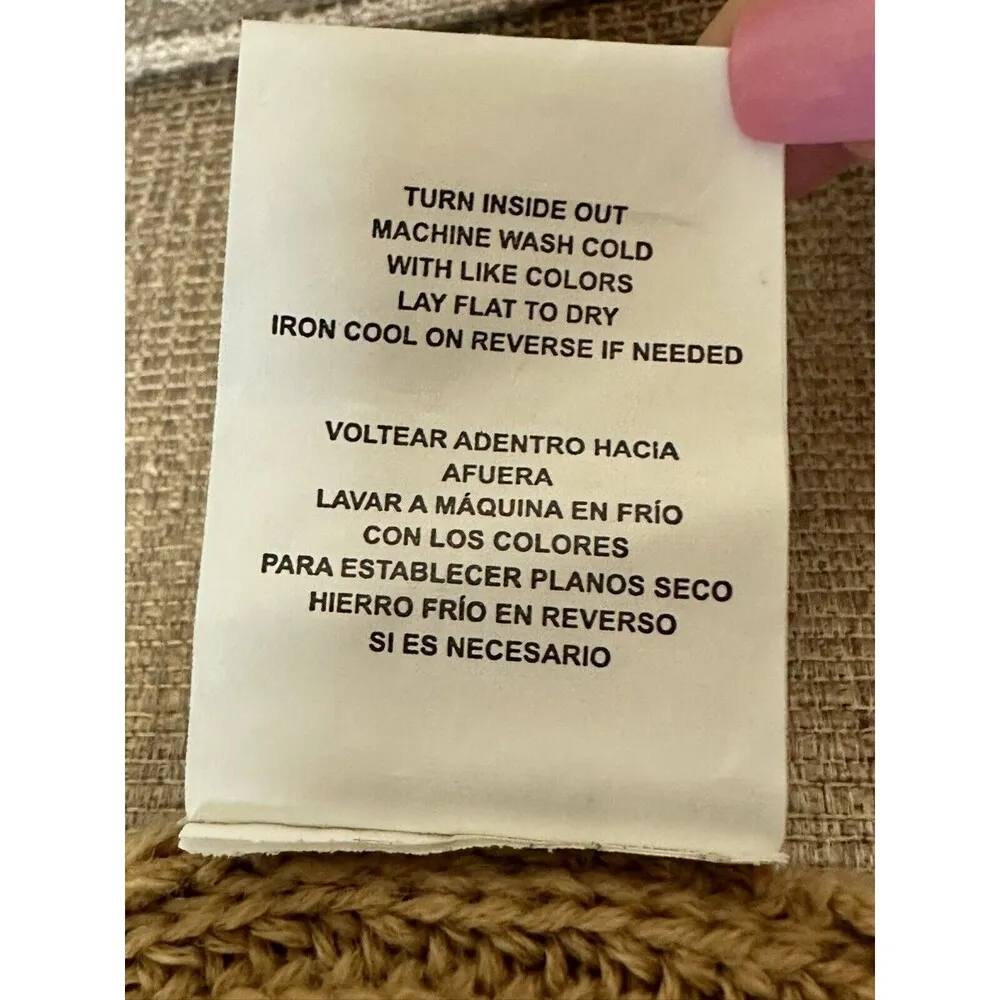 TURN INSIDE OUT
MACHINE WASH COLD
WITH LIKE COLORS
LAY FLAT TO DRY
IRON COOL ON REVERSE IF NEEDED
VOLTEAR ADENTRO HACIA
AFUERA
LAVAR A MÁQUINA EN FRÍO
CON LOS COLORES
PARA ESTABLECER PLANOS SECO
HIERRO FRÍO EN REVERSO
SI ES NECESARIO